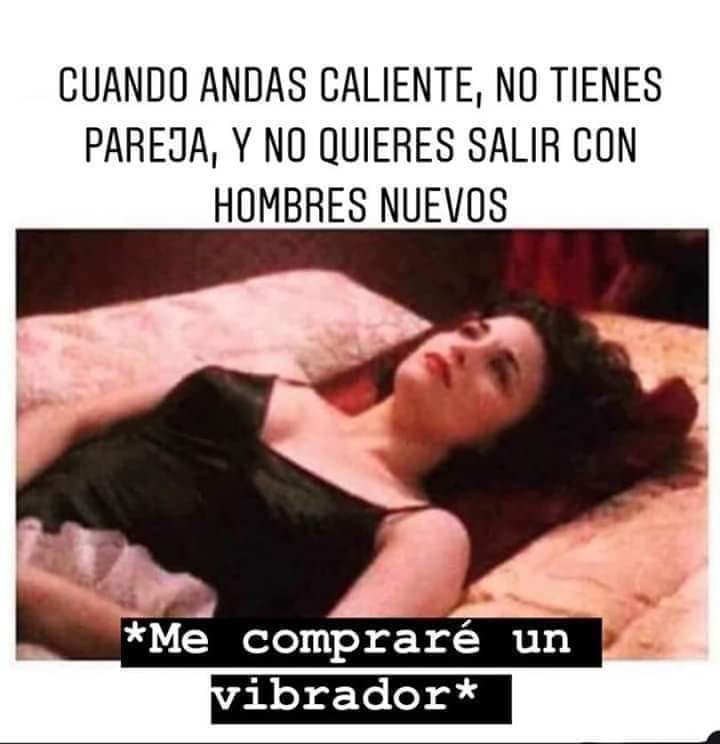 CUANDO ANDAS CALIENTE, NO TIENES
PAREJA, Y NO QUIERES SALIR CON
HOMBRES NUEVOS
*Me compraré un
vibrador*